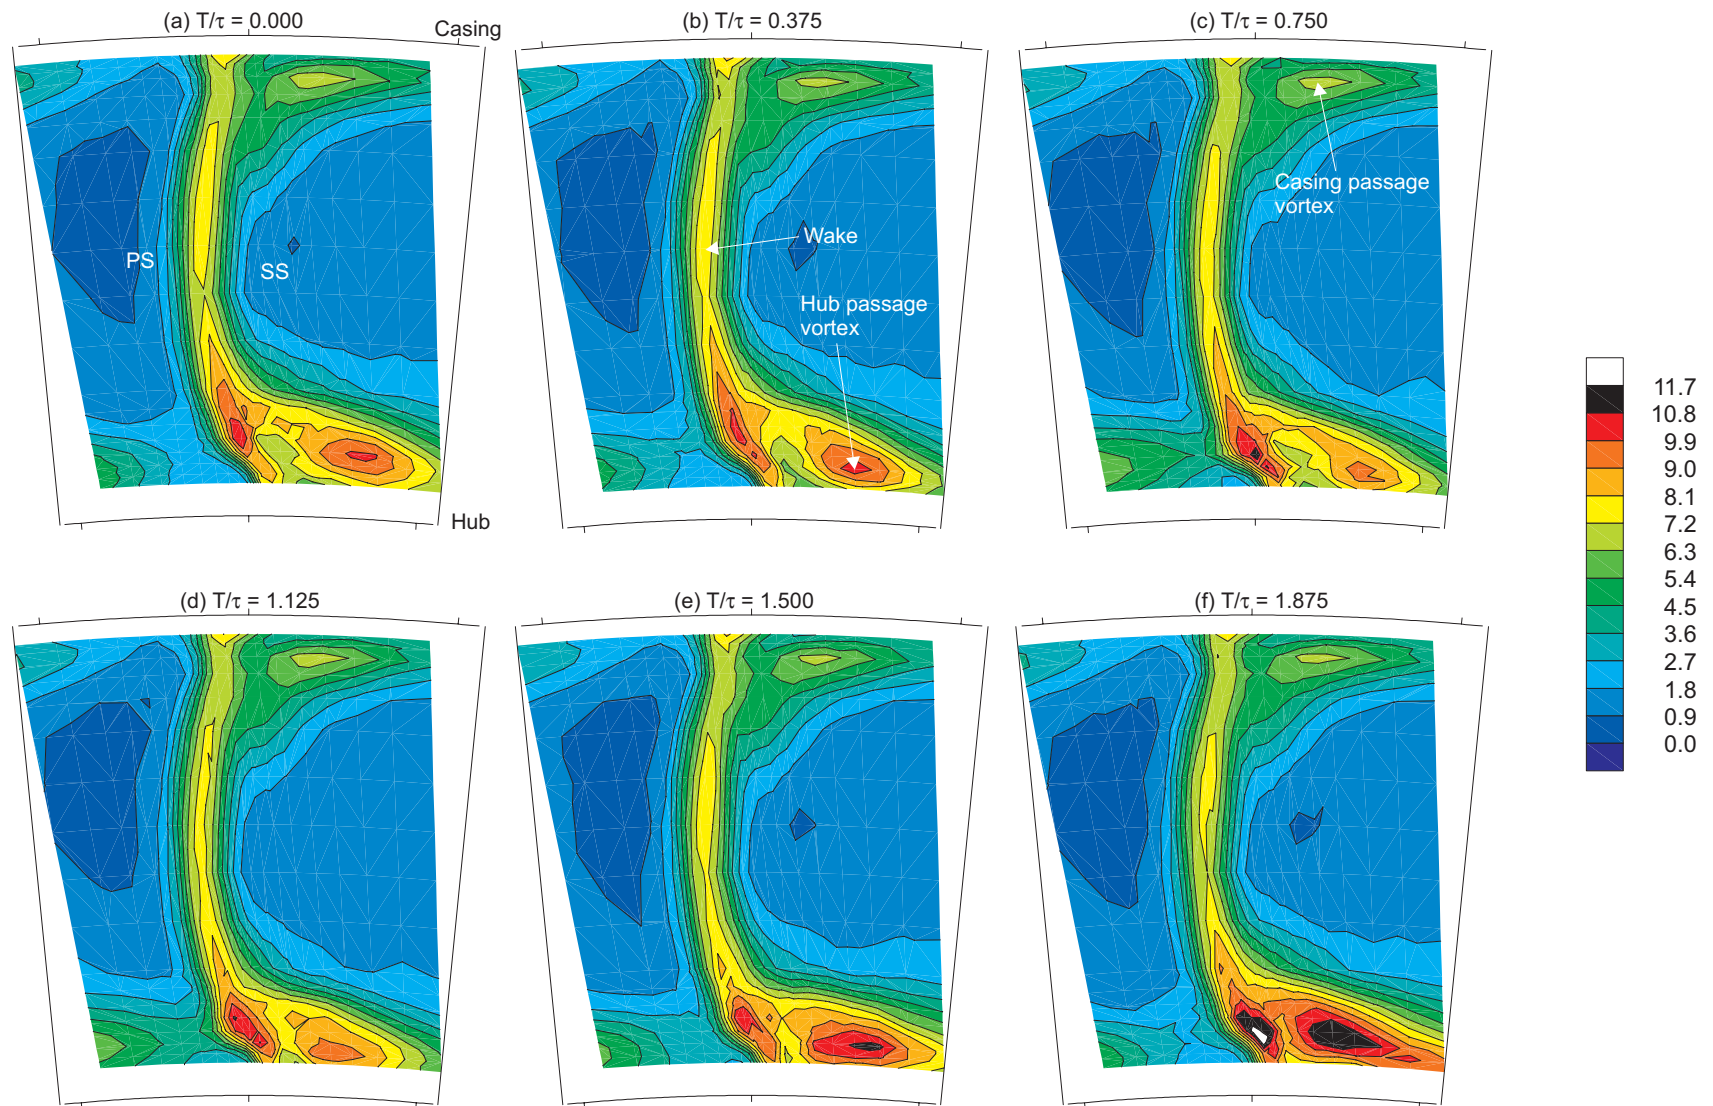 (a) T/τ = 0.000
Casing
(b) T/τ = 0.375
(c) T/τ = 0.750
PS
SS
Wake
Hub passage
vortex
Casing passage
vortex
Hub
11.7
10.8
9.9
9.0
8.1
7.2
6.3
5.4
4.5
3.6
2.7
1.8
0.9
0.0
(d) T/τ = 1.125
(e) T/τ = 1.500
(f) T/τ = 1.875